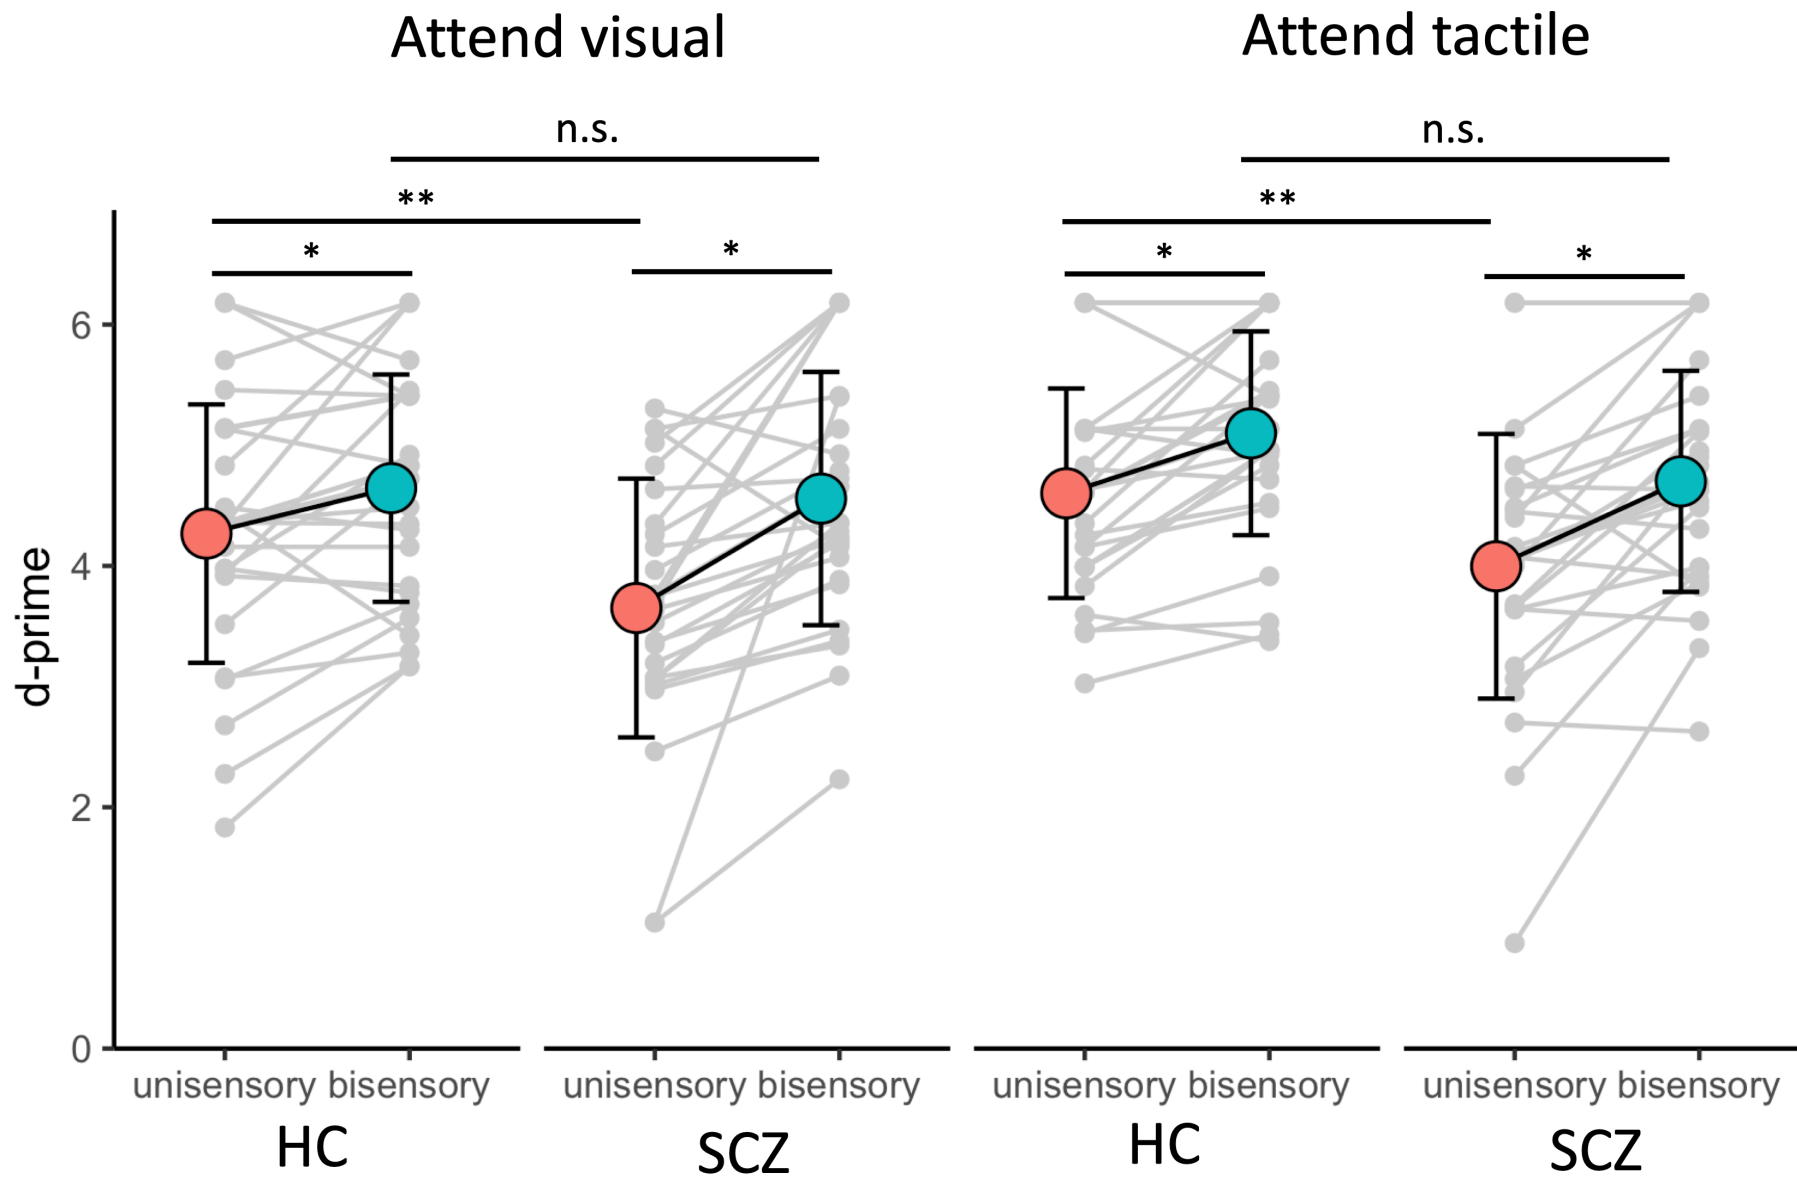 Attend visual
Attend tactile
n.s.
n.s.
**
**
*
*
*
*
6
4
2
0
d-prime
unisensory bisensory
unisensory bisensory
unisensory bisensory
unisensory bisensory
HC
SCZ
HC
SCZ